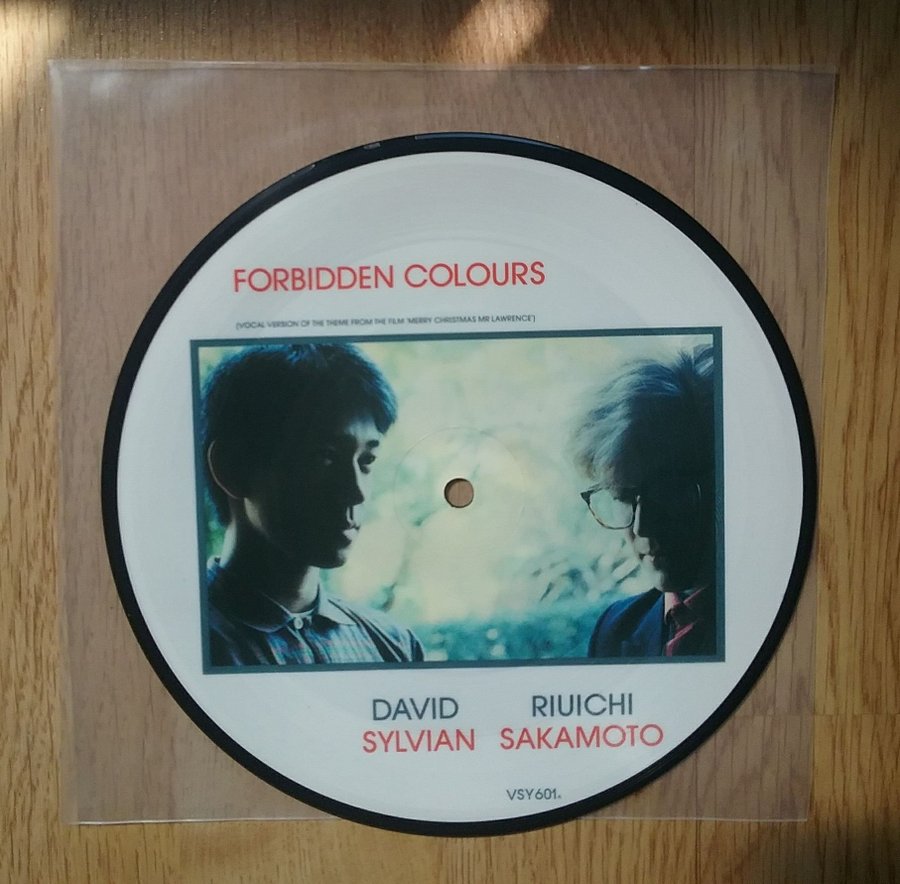 FORBIDDEN COLOURS
(VOCAL VERSION OF THE THEME FROM THE FILM 'MERRY CHRISTMAS MR LAWRENCE')
DAVID RIUICHI
SYLVIAN SAKAMOTO
VSY601